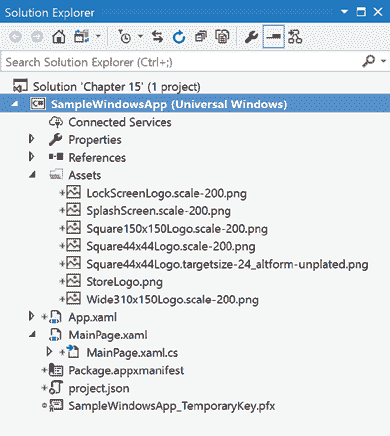 Solution Explorer
Search Solution Explorer (Ctrl+;)
Solution 'Chapter 15' (1 project)
C# SampleWindowsApp (Universal Windows)
Connected Services
Properties
References
Assets
LockScreenLogo.scale-200.png
SplashScreen.scale-200.png
Square150x150Logo.scale-200.png
Square44x44Logo.scale-200.png
Square44x44Logo.targetsize-24_altform-unplated.png
StoreLogo.png
Wide310x150Logo.scale-200.png
App.xaml
MainPage.xaml
MainPage.xaml.cs
Package.appxmanifest
project.json
SampleWindowsApp_TemporaryKey.pfx